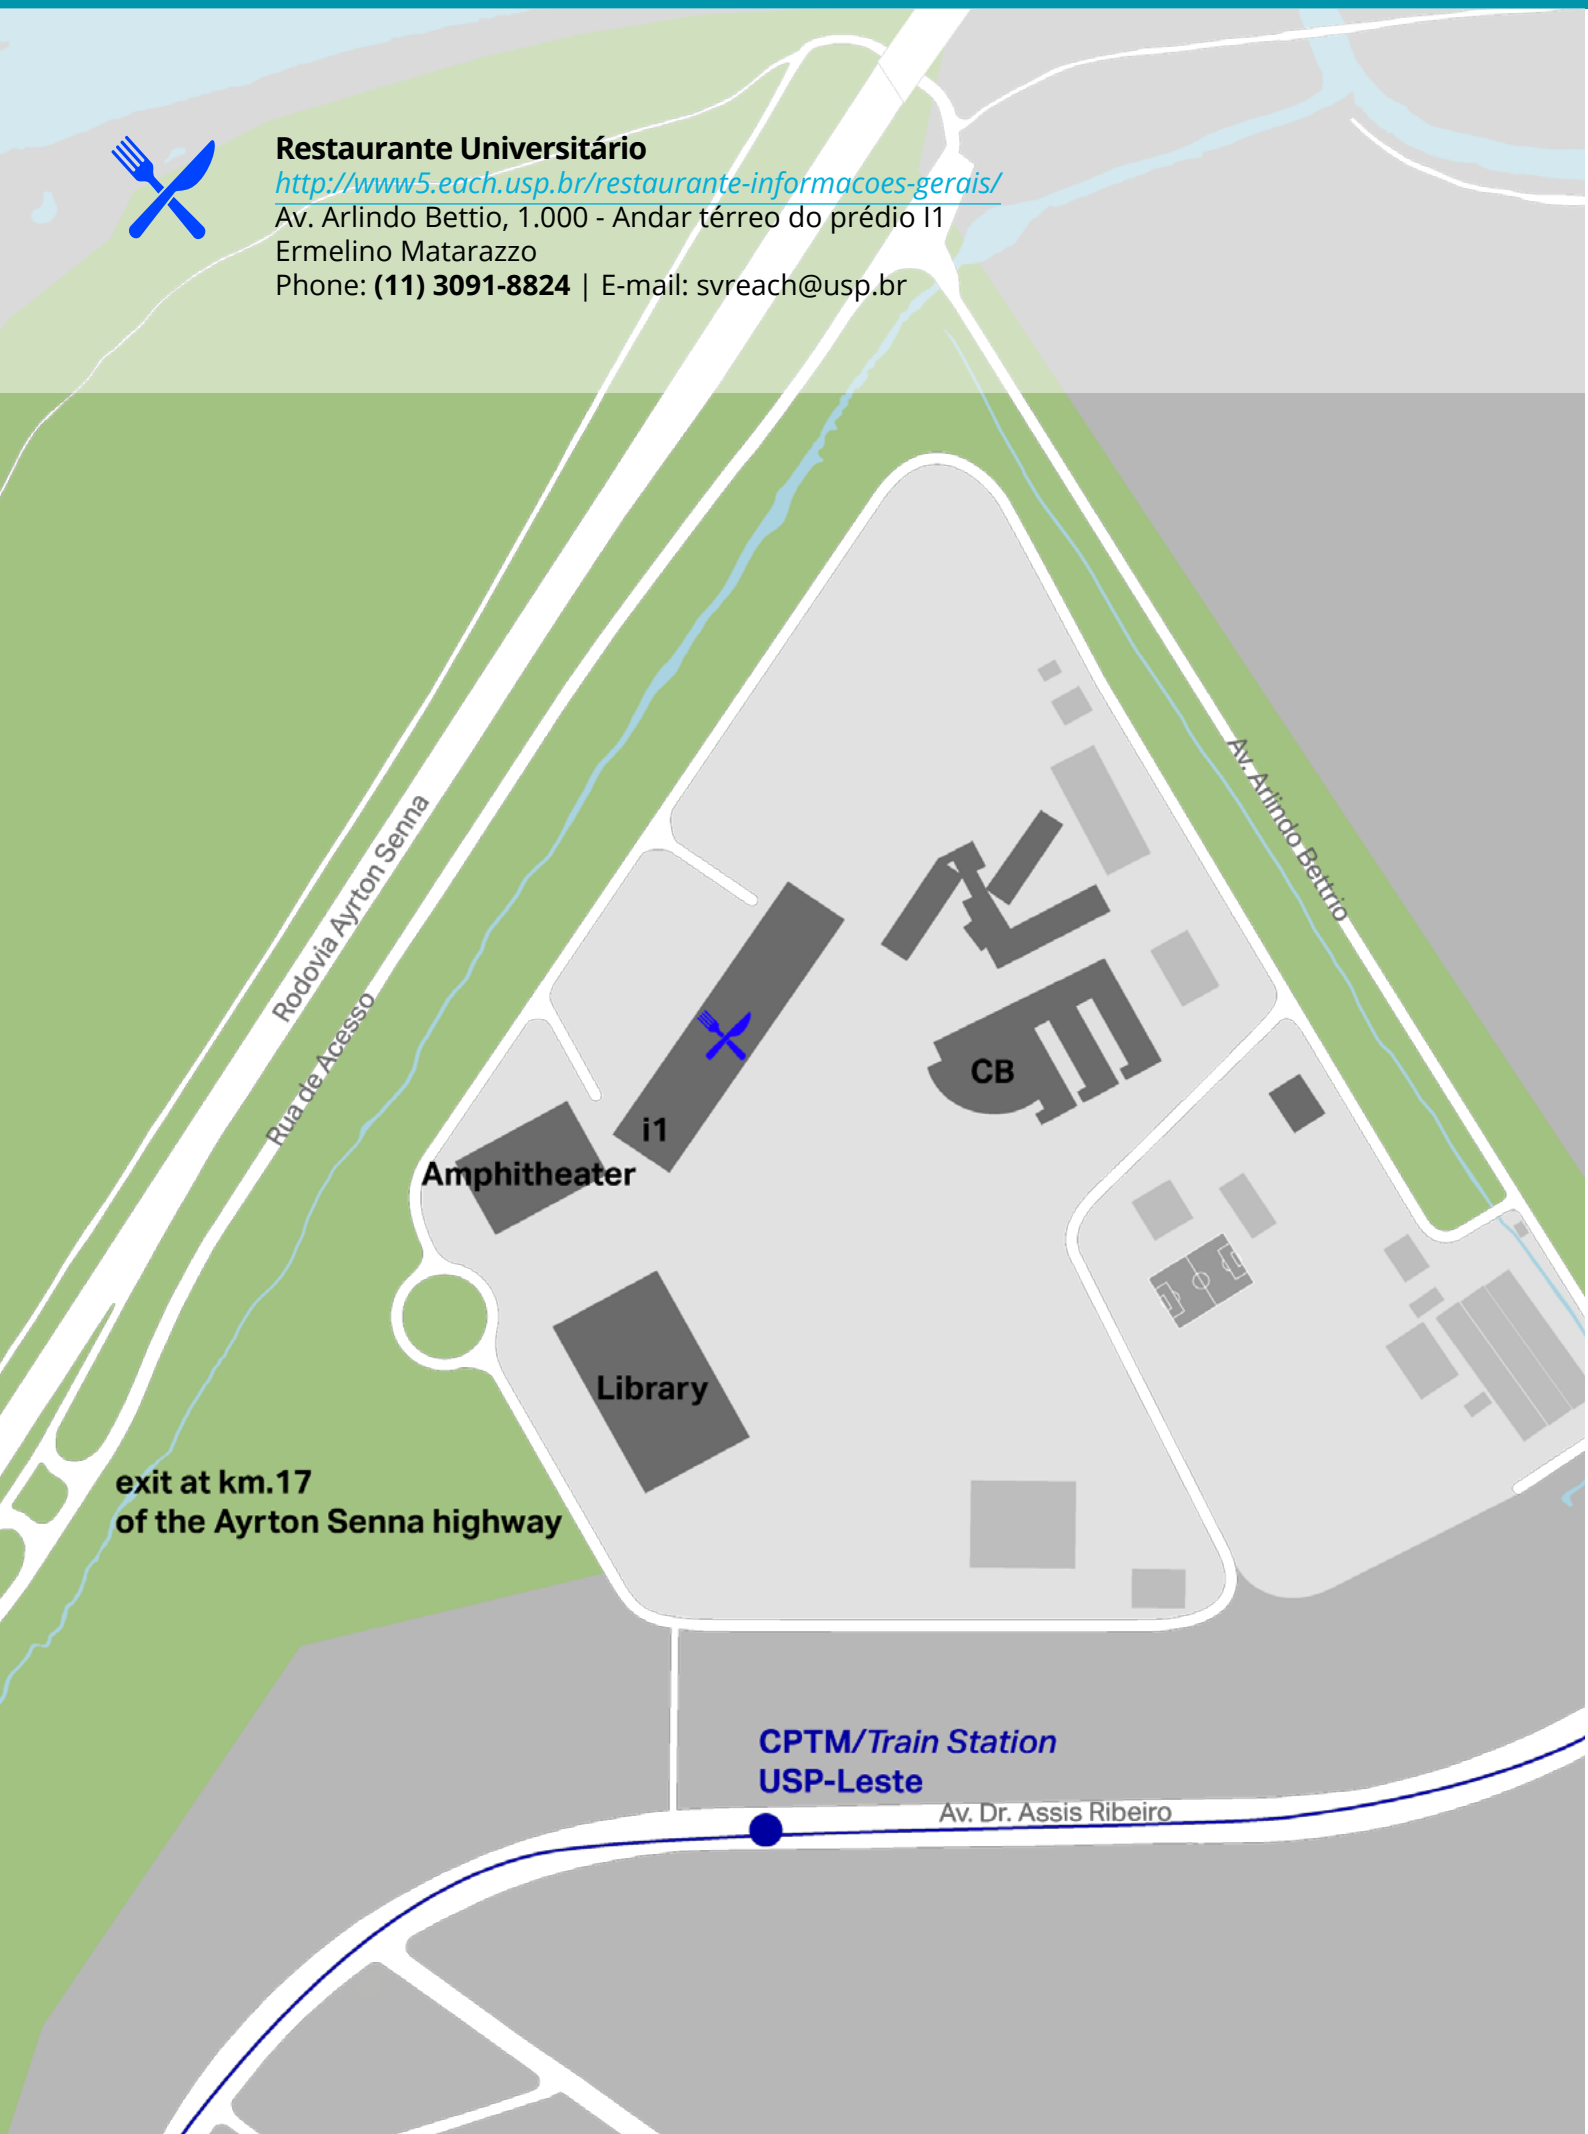 Restaurante Universitário
http://www5.each.usp.br/restaurante-informacoes-gerais/
Av. Arlindo Bettio, 1.000 - Andar térreo do prédio I1
Ermelino Matarazzo
Phone: (11) 3091-8824 | E-mail: svreach@usp.br
Av. Arlindo Bettrio
Rodovia Ayrton Senna
Rua de Acesso
CB
i1
Amphitheater
Library
exit at km.17
of the Ayrton Senna highway
CPTM/Train Station
USP-Leste
Av. Dr. Assis Ribeiro